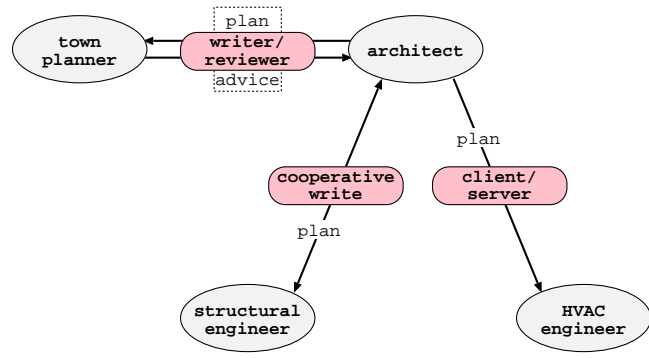 plan
town
planner
writer/
reviewer
architect
advice
plan
cooperative
write
client/
server
plan
structural
engineer
HVAC
engineer